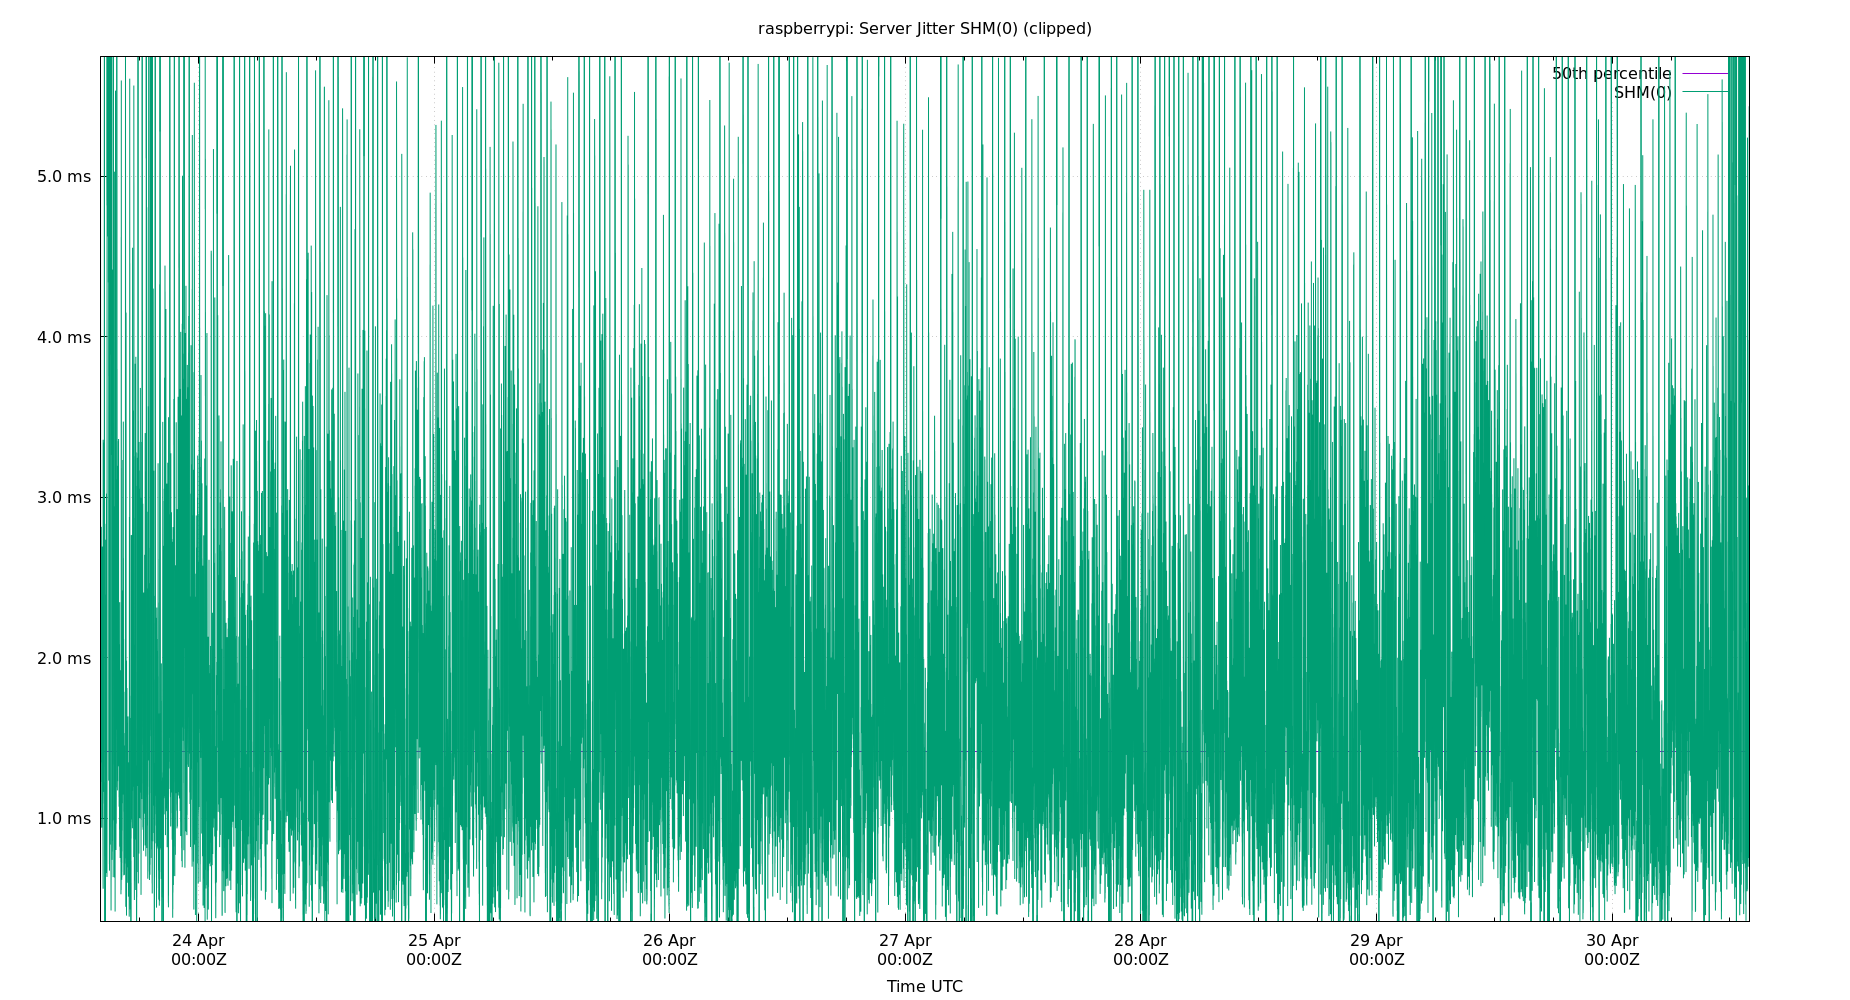 raspberrypi: Server Jitter SHM(0) (clipped)
50th percentile
SHM(0)
5.0 ms
4.0 ms
3.0 ms
2.0 ms
1.0 ms
24 Apr 25 Apr 26 Apr 27 Apr 28 Apr 29 Apr 30 Apr
00:00Z 00:00Z 00:00Z 00:00Z 00:00Z 00:00Z 00:00Z
Time UTC